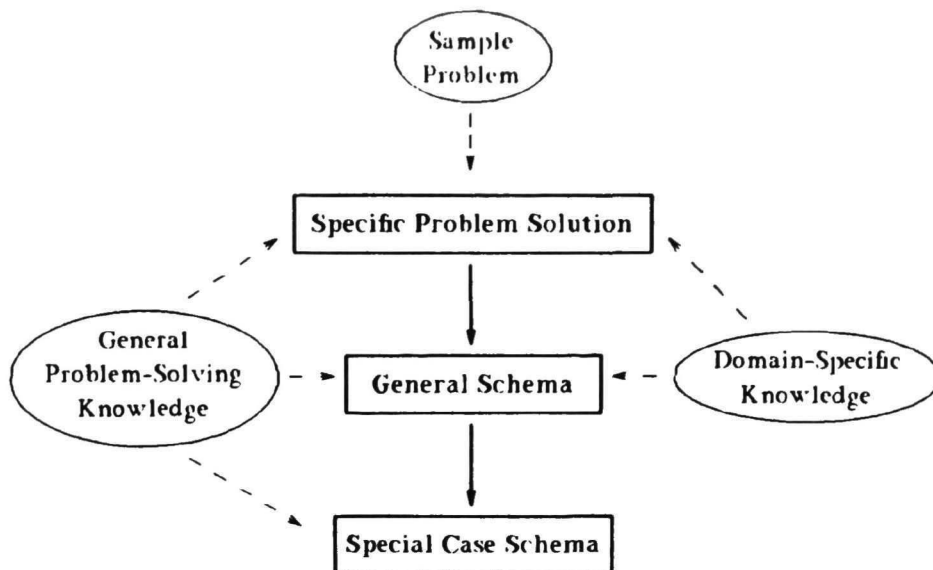 Sample
Problem
Specific Problem Solution
General
Problem-Solving
Knowledge
General Schema
Domain-Specific
Knowledge
Special Case Schema